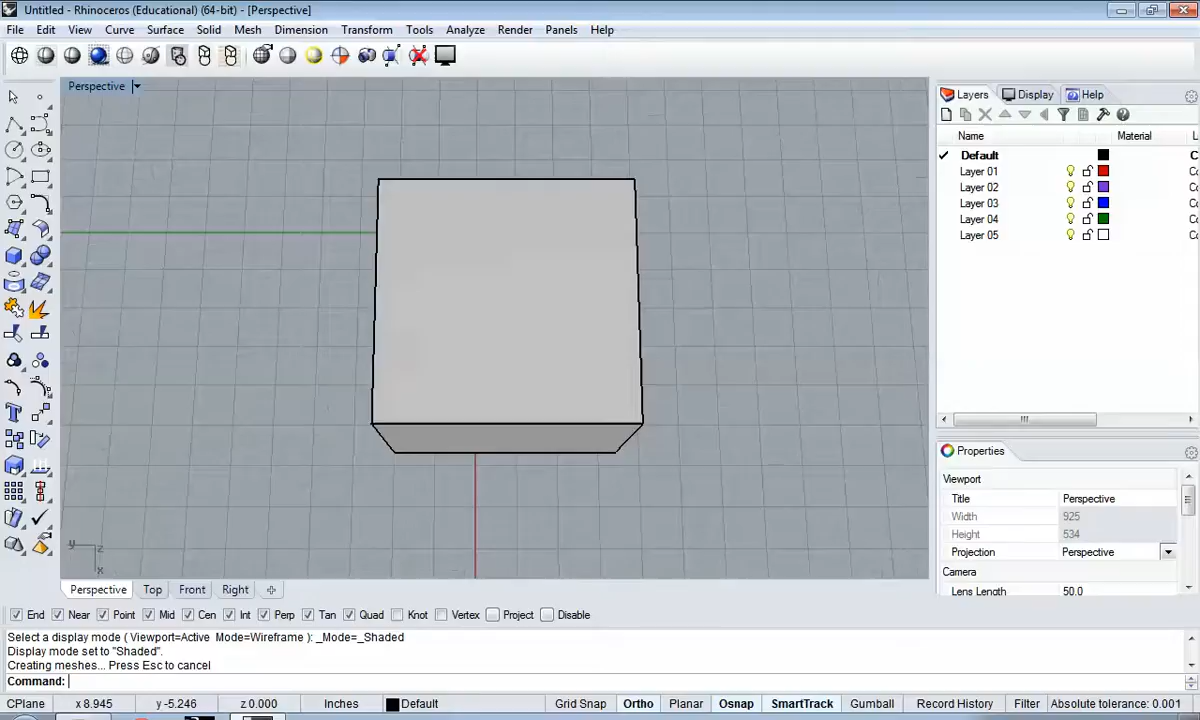 Untitled - Rhinoceros (Educational) (64-bit) - [Perspective]
File Edit View Curve Surface Solid Mesh Dimension Transform Tools Analyze Render Panels Help
Perspective
Layers Display Help
Name Material L
Default C
Layer 01 Co
Layer 02 Co
Layer 03 Co
Layer 04 Co
Layer 05 Co
Properties
Viewport
Title Perspective
Width 925
Height 534
Projection Perspective
Camera
Lens Length 50.0
y z
x
Perspective Top Front Right
End Near Point Mid Cen Int Perp Tan Quad Knot Vertex Project Disable
Select a display mode ( Viewport=Active Mode=Wireframe ): _Mode=_Shaded
Display mode set to "Shaded".
Creating meshes... Press Esc to cancel
Command:
CPlane x 8.945 y -5.246 z 0.000 Inches Default Grid Snap Ortho Planar Osnap SmartTrack Gumball Record History Filter Absolute tolerance: 0.001